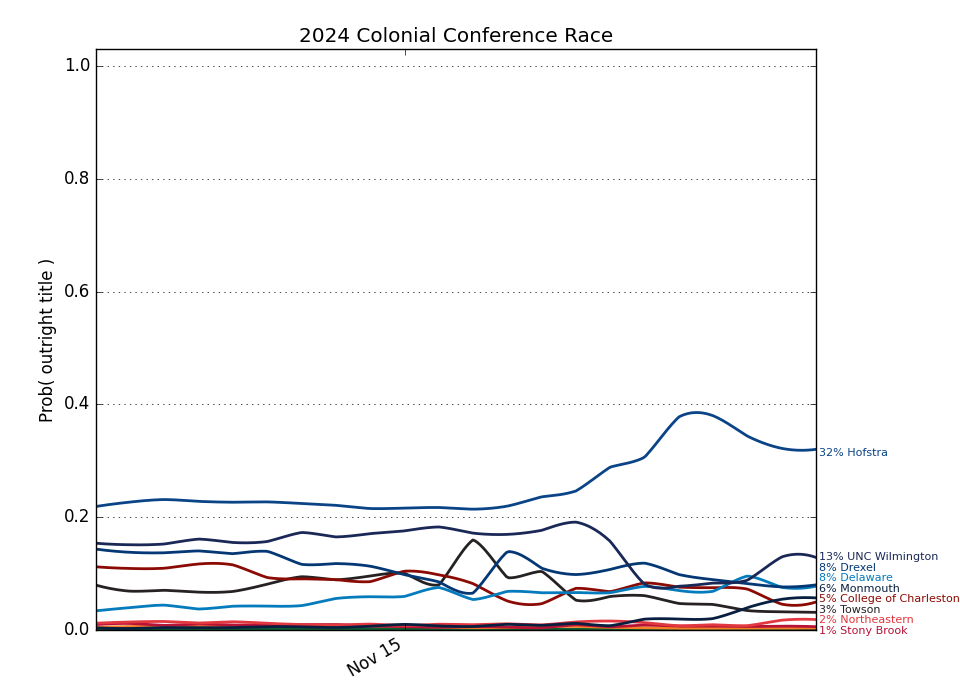 2024 Colonial Conference Race
1.0
0.8
0.6
0.4
0.2
0.0
Prob( outright title )
Nov 15
32% Hofstra
13% UNC Wilmington
8% Drexel
8% Delaware
6% Monmouth
5% College of Charleston
3% Towson
2% Northeastern
1% Stony Brook